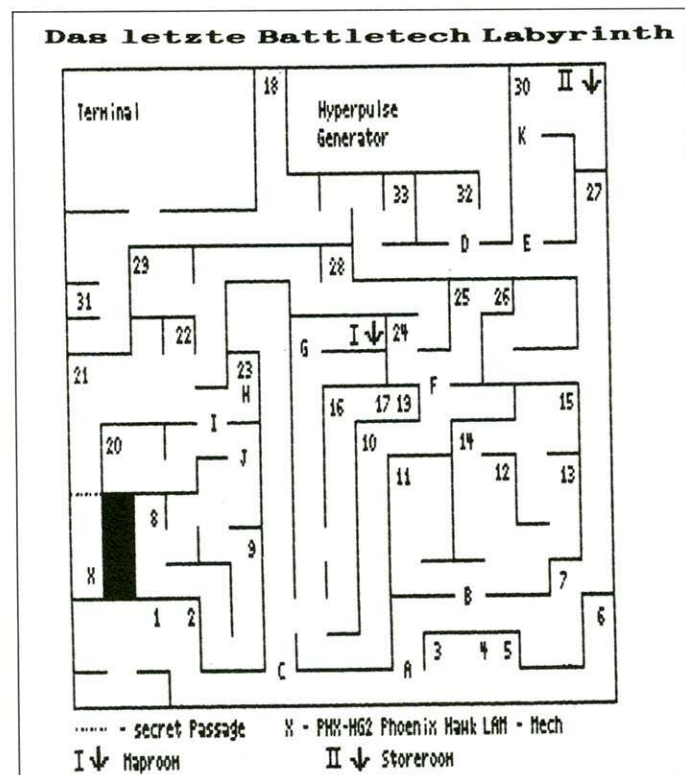 Das letzte Battletech Labyrinth
18 30 II
Terminal Hyperpulse
Generator
K
33 32 27
D E
29 28
31 25 26
22 I 24
G
21 23
H F
16 17 19 15
I 10 14
20 J 11 12 13
8
9
X 7
1 2 B 6
3 4 5
C A
- secret Passage X - PHX-HG2 Phoenix Hawk LAM - Mech
I Maproom II Storeroom